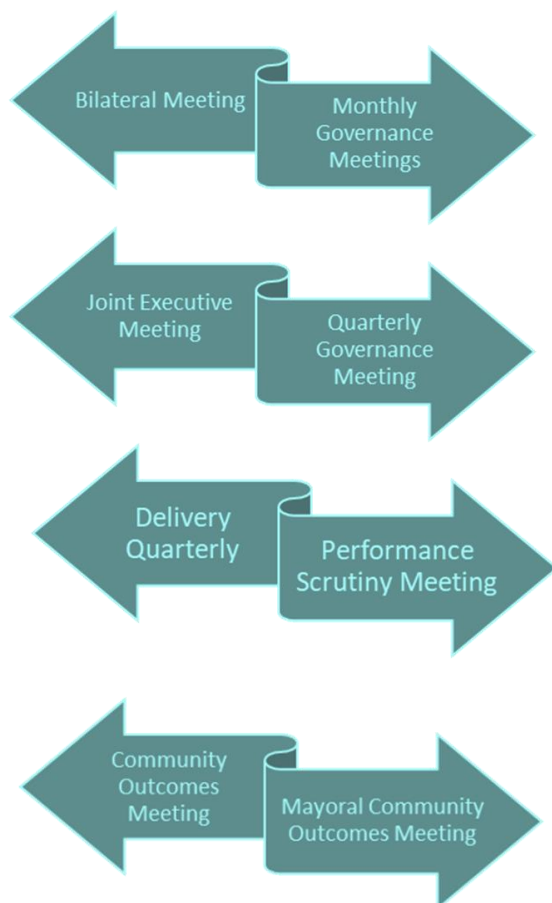 Bilateral Meeting
Monthly
Governance
Meetings
Joint Executive
Meeting
Quarterly
Governance
Meeting
Delivery
Quarterly
Performance
Scrutiny Meeting
Community
Outcomes
Meeting
Mayoral Community
Outcomes Meeting